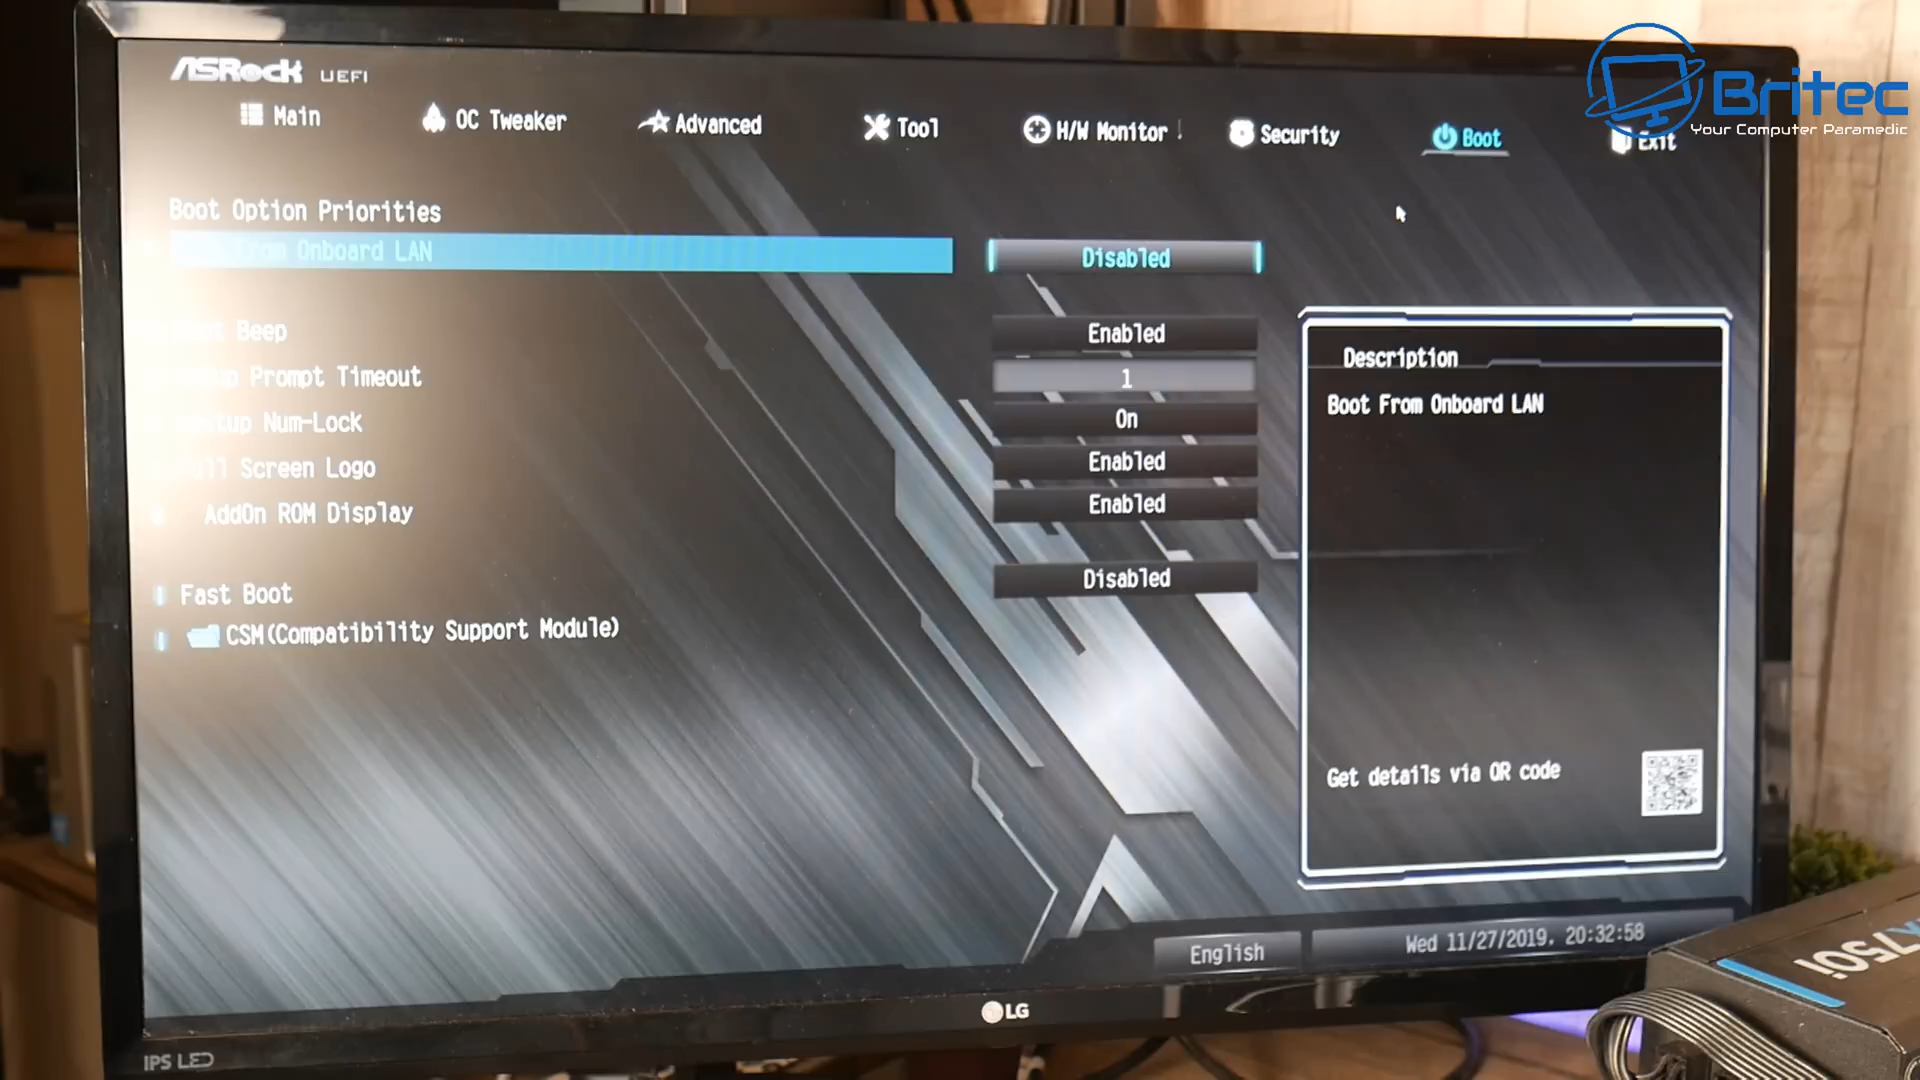 ASRock UEFI
Main OC Tweaker Advanced Tool H/W Monitor Security Boot Exit
Britec
Your Computer Paramedic
Boot Option Priorities
From Onboard LAN Disabled
Beep Enabled
Prompt Timeout 1
Num-Lock On
Screen Logo Enabled
AddOn ROM Display Enabled
Fast Boot Disabled
CSM(Compatibility Support Module)
Description
Boot From Onboard LAN
Get details via QR code
English
Wed 11/27/2019, 20:32:58
LG
IPS LED
750i